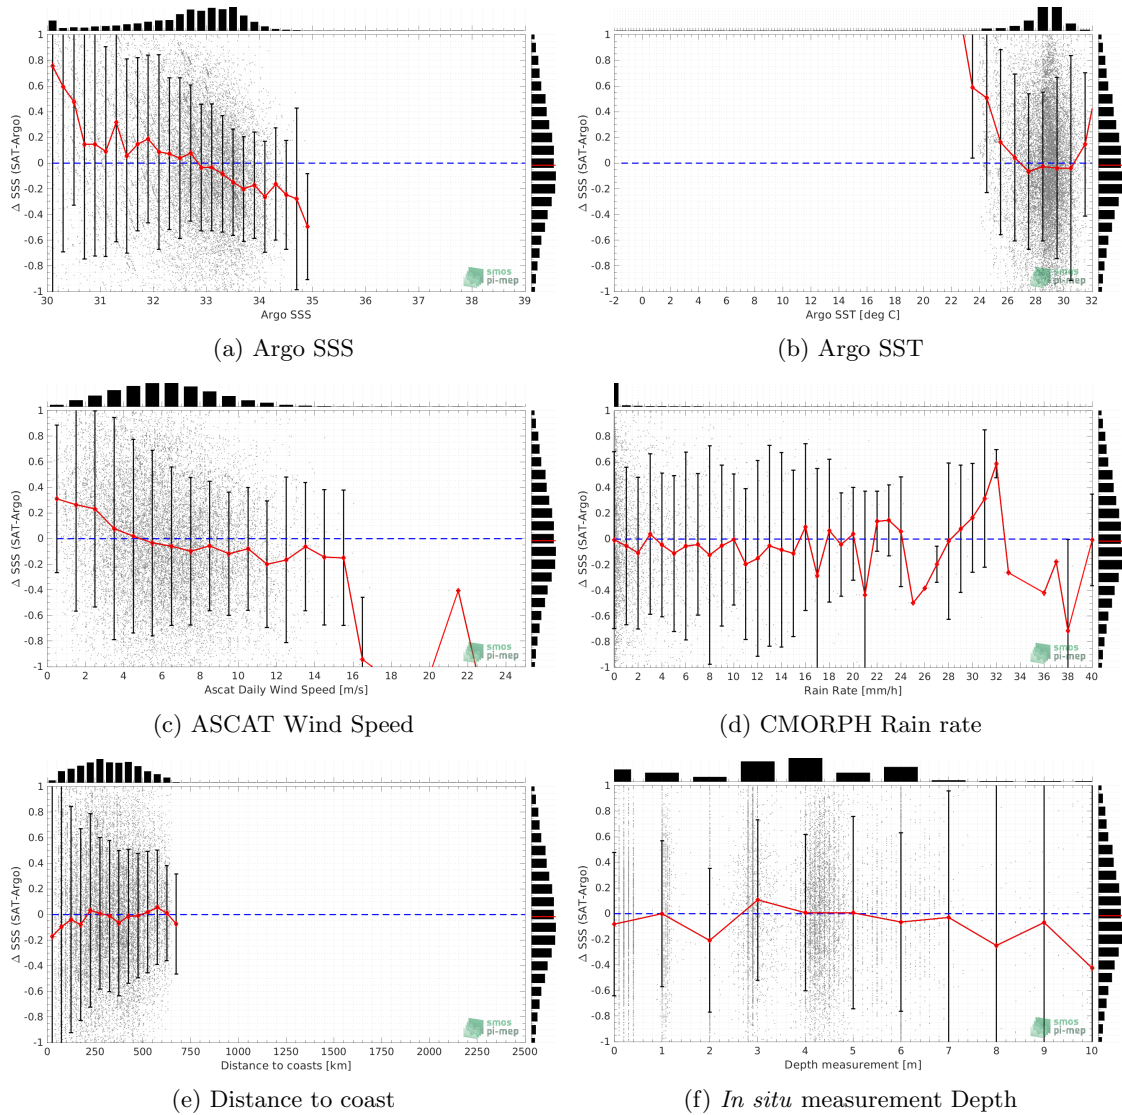 1
0.8
0.6
0.4
0.2
0
-0.2
-0.4
-0.6
-0.8
-1
Δ SSS (SAT-Argo)
smos
pi-mep
30 31 32 33 34 35 36 37 38 39
Argo SSS
(a) Argo SSS
1
0.8
0.6
0.4
0.2
0
-0.2
-0.4
-0.6
-0.8
-1
Δ SSS (SAT-Argo)
smos
pi-mep
-2 0 2 4 6 8 10 12 14 16 18 20 22 24 26 28 30 32
Argo SST [deg C]
(b) Argo SST
1
0.8
0.6
0.4
0.2
0
-0.2
-0.4
-0.6
-0.8
-1
Δ SSS (SAT-Argo)
smos
pi-mep
0 2 4 6 8 10 12 14 16 18 20 22 24
Ascat Daily Wind Speed [m/s]
(c) ASCAT Wind Speed
1
0.8
0.6
0.4
0.2
0
-0.2
-0.4
-0.6
-0.8
-1
Δ SSS (SAT-Argo)
smos
pi-mep
0 2 4 6 8 10 12 14 16 18 20 22 24 26 28 30 32 34 36 38 40
Rain Rate [mm/h]
(d) CMORPH Rain rate
1
0.8
0.6
0.4
0.2
0
-0.2
-0.4
-0.6
-0.8
-1
Δ SSS (SAT-Argo)
smos
pi-mep
0 250 500 750 1000 1250 1500 1750 2000 2250 2500
Distance to coasts [km]
(e) Distance to coast
1
0.8
0.6
0.4
0.2
0
-0.2
-0.4
-0.6
-0.8
-1
Δ SSS (SAT-Argo)
smos
pi-mep
0 1 2 3 4 5 6 7 8 9 10
Depth measurement [m]
(f) In situ measurement Depth